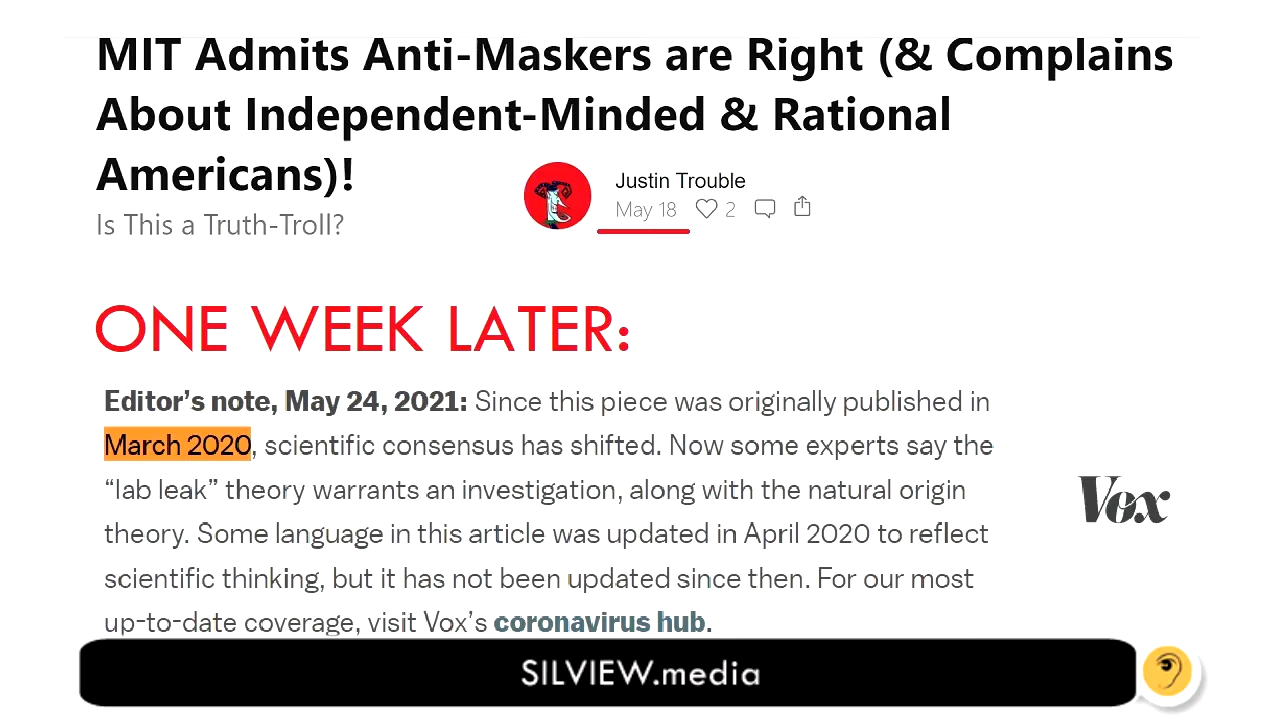 MIT Admits Anti-Maskers are Right (& Complains
About Independent-Minded & Rational
Americans)!
Is This a Truth-Troll?
Justin Trouble
May 18 2
ONE WEEK LATER:
Editor's note, May 24, 2021: Since this piece was originally published in
March 2020, scientific consensus has shifted. Now some experts say the
“lab leak” theory warrants an investigation, along with the natural origin
theory. Some language in this article was updated in April 2020 to reflect
scientific thinking, but it has not been updated since then. For our most
up-to-date coverage, visit Vox's coronavirus hub.
Vox
SILVIEW.media